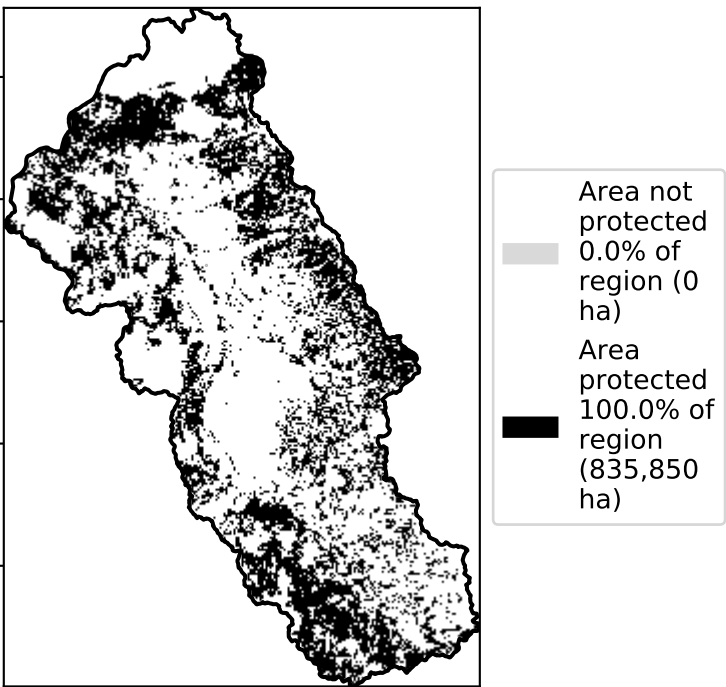 Area not
protected
0.0% of
region (0
ha)
Area
protected
100.0% of
region
(835,850
ha)